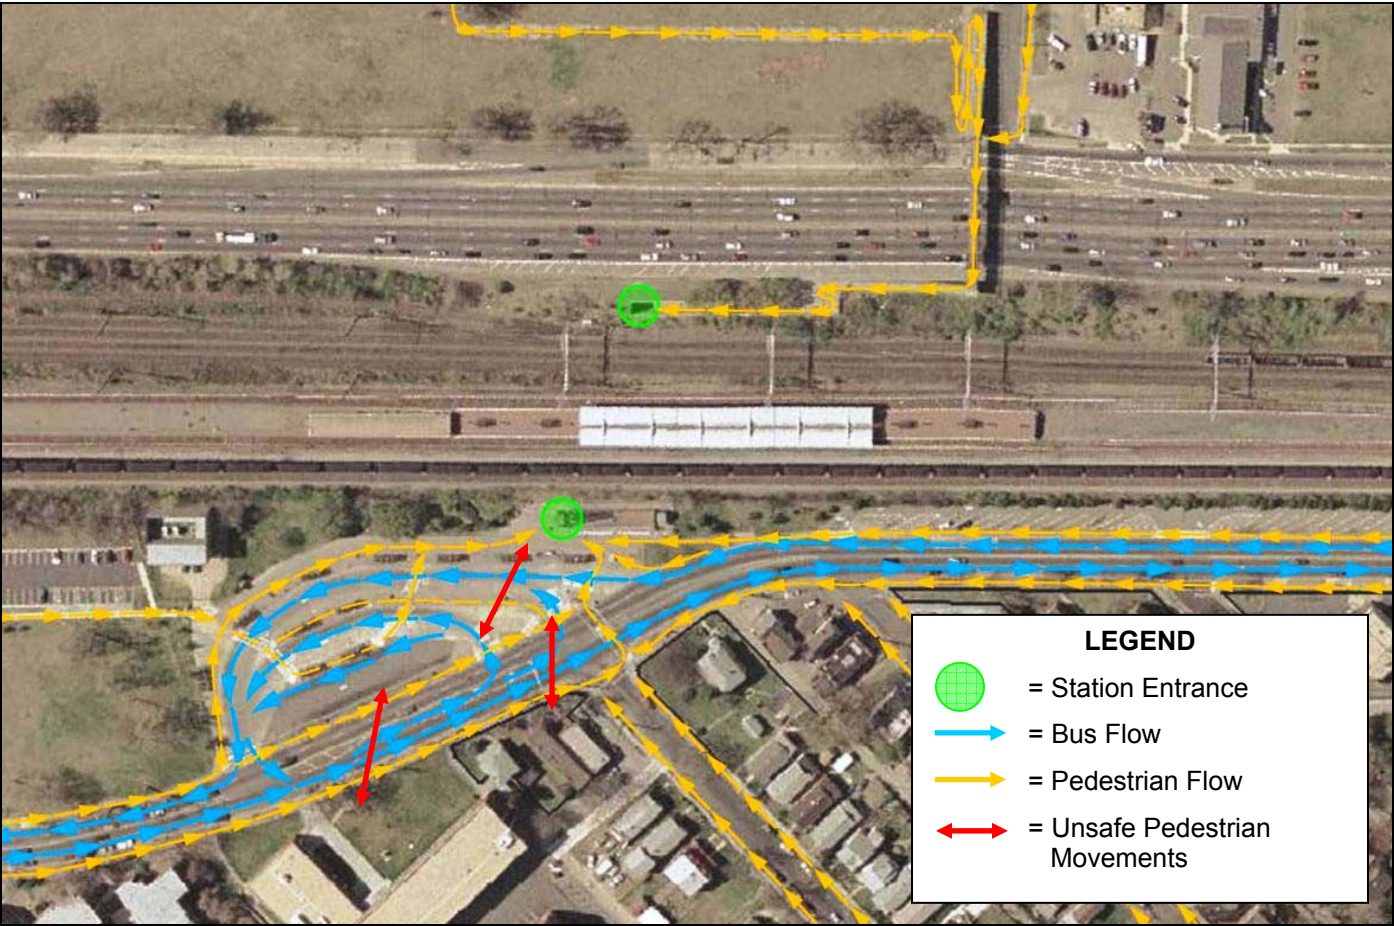 LEGEND
= Station Entrance
= Bus Flow
= Pedestrian Flow
= Unsafe Pedestrian
Movements